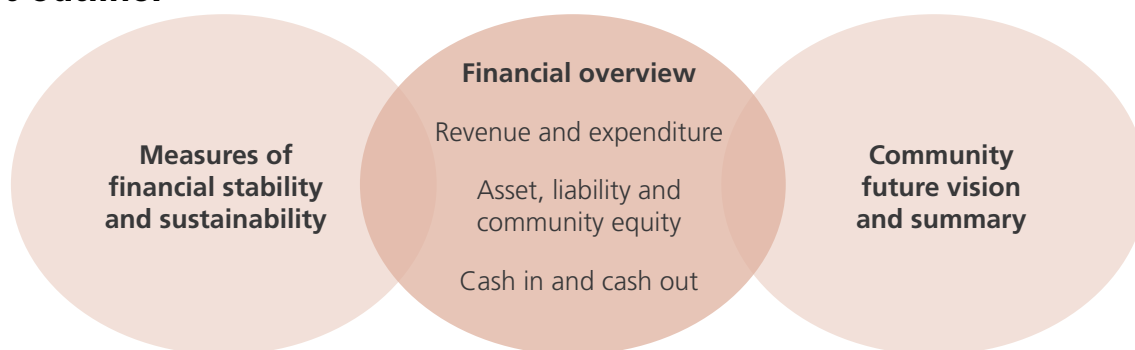 Measures of
financial stability
and sustainability
Financial overview
Revenue and expenditure
Asset, liability and
community equity
Cash in and cash out
Community
future vision
and summary